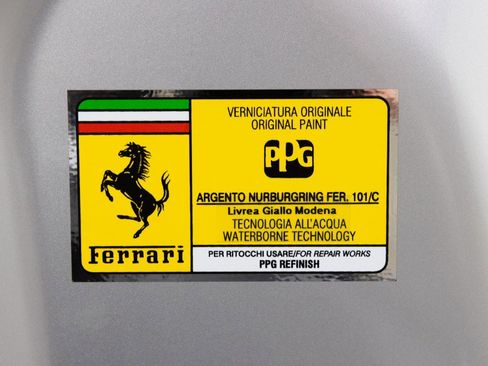 VERNICIATURA ORIGINALE
ORIGINAL PAINT
PPG
ARGENTO NURBURGRING FER. 101/C
Livrea Giallo Modena
TECNOLOGIA ALL'ACQUA
WATERBORNE TECHNOLOGY
Ferrari
PER RITOCCHI USARE/FOR REPAIR WORKS
PPG REFINISH